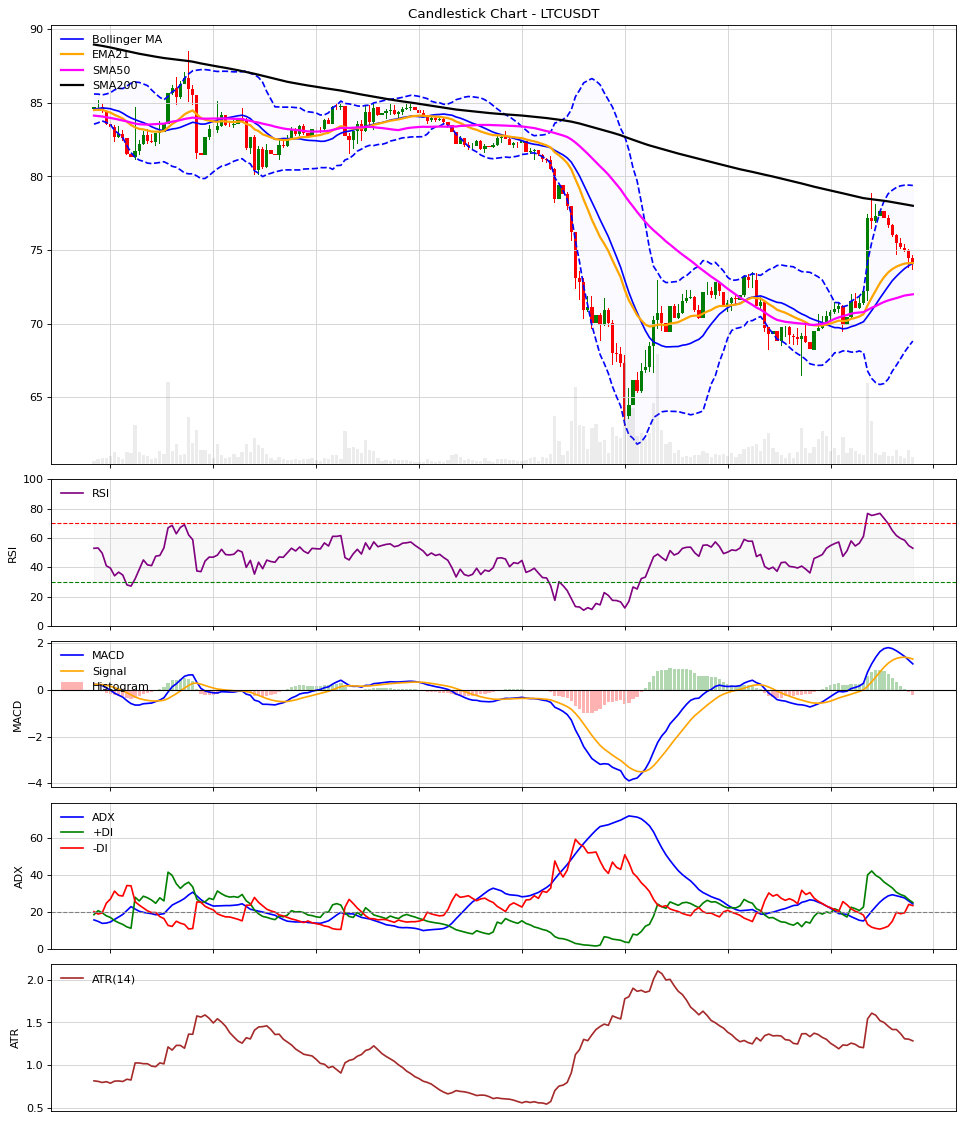 Candlestick Chart - LTCUSDT
Bollinger MA
EMA21
SMA50
SMA200
90
85
80
75
70
65
RSI
100
80
60
40
20
0
RSI
MACD
Signal
Histogram
2
0
−2
−4
MACD
ADX
+DI
-DI
60
40
20
0
ADX
ATR(14)
2.0
1.5
1.0
0.5
ATR